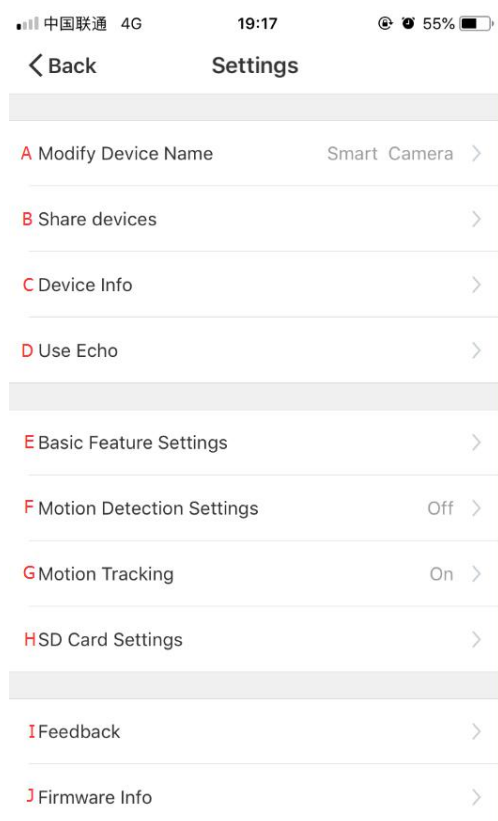 中国联通 4G 19:17 55%
Back Settings
A Modify Device Name Smart Camera
B Share devices
C Device Info
D Use Echo
E Basic Feature Settings
F Motion Detection Settings Off
G Motion Tracking On
H SD Card Settings
I Feedback
J Firmware Info